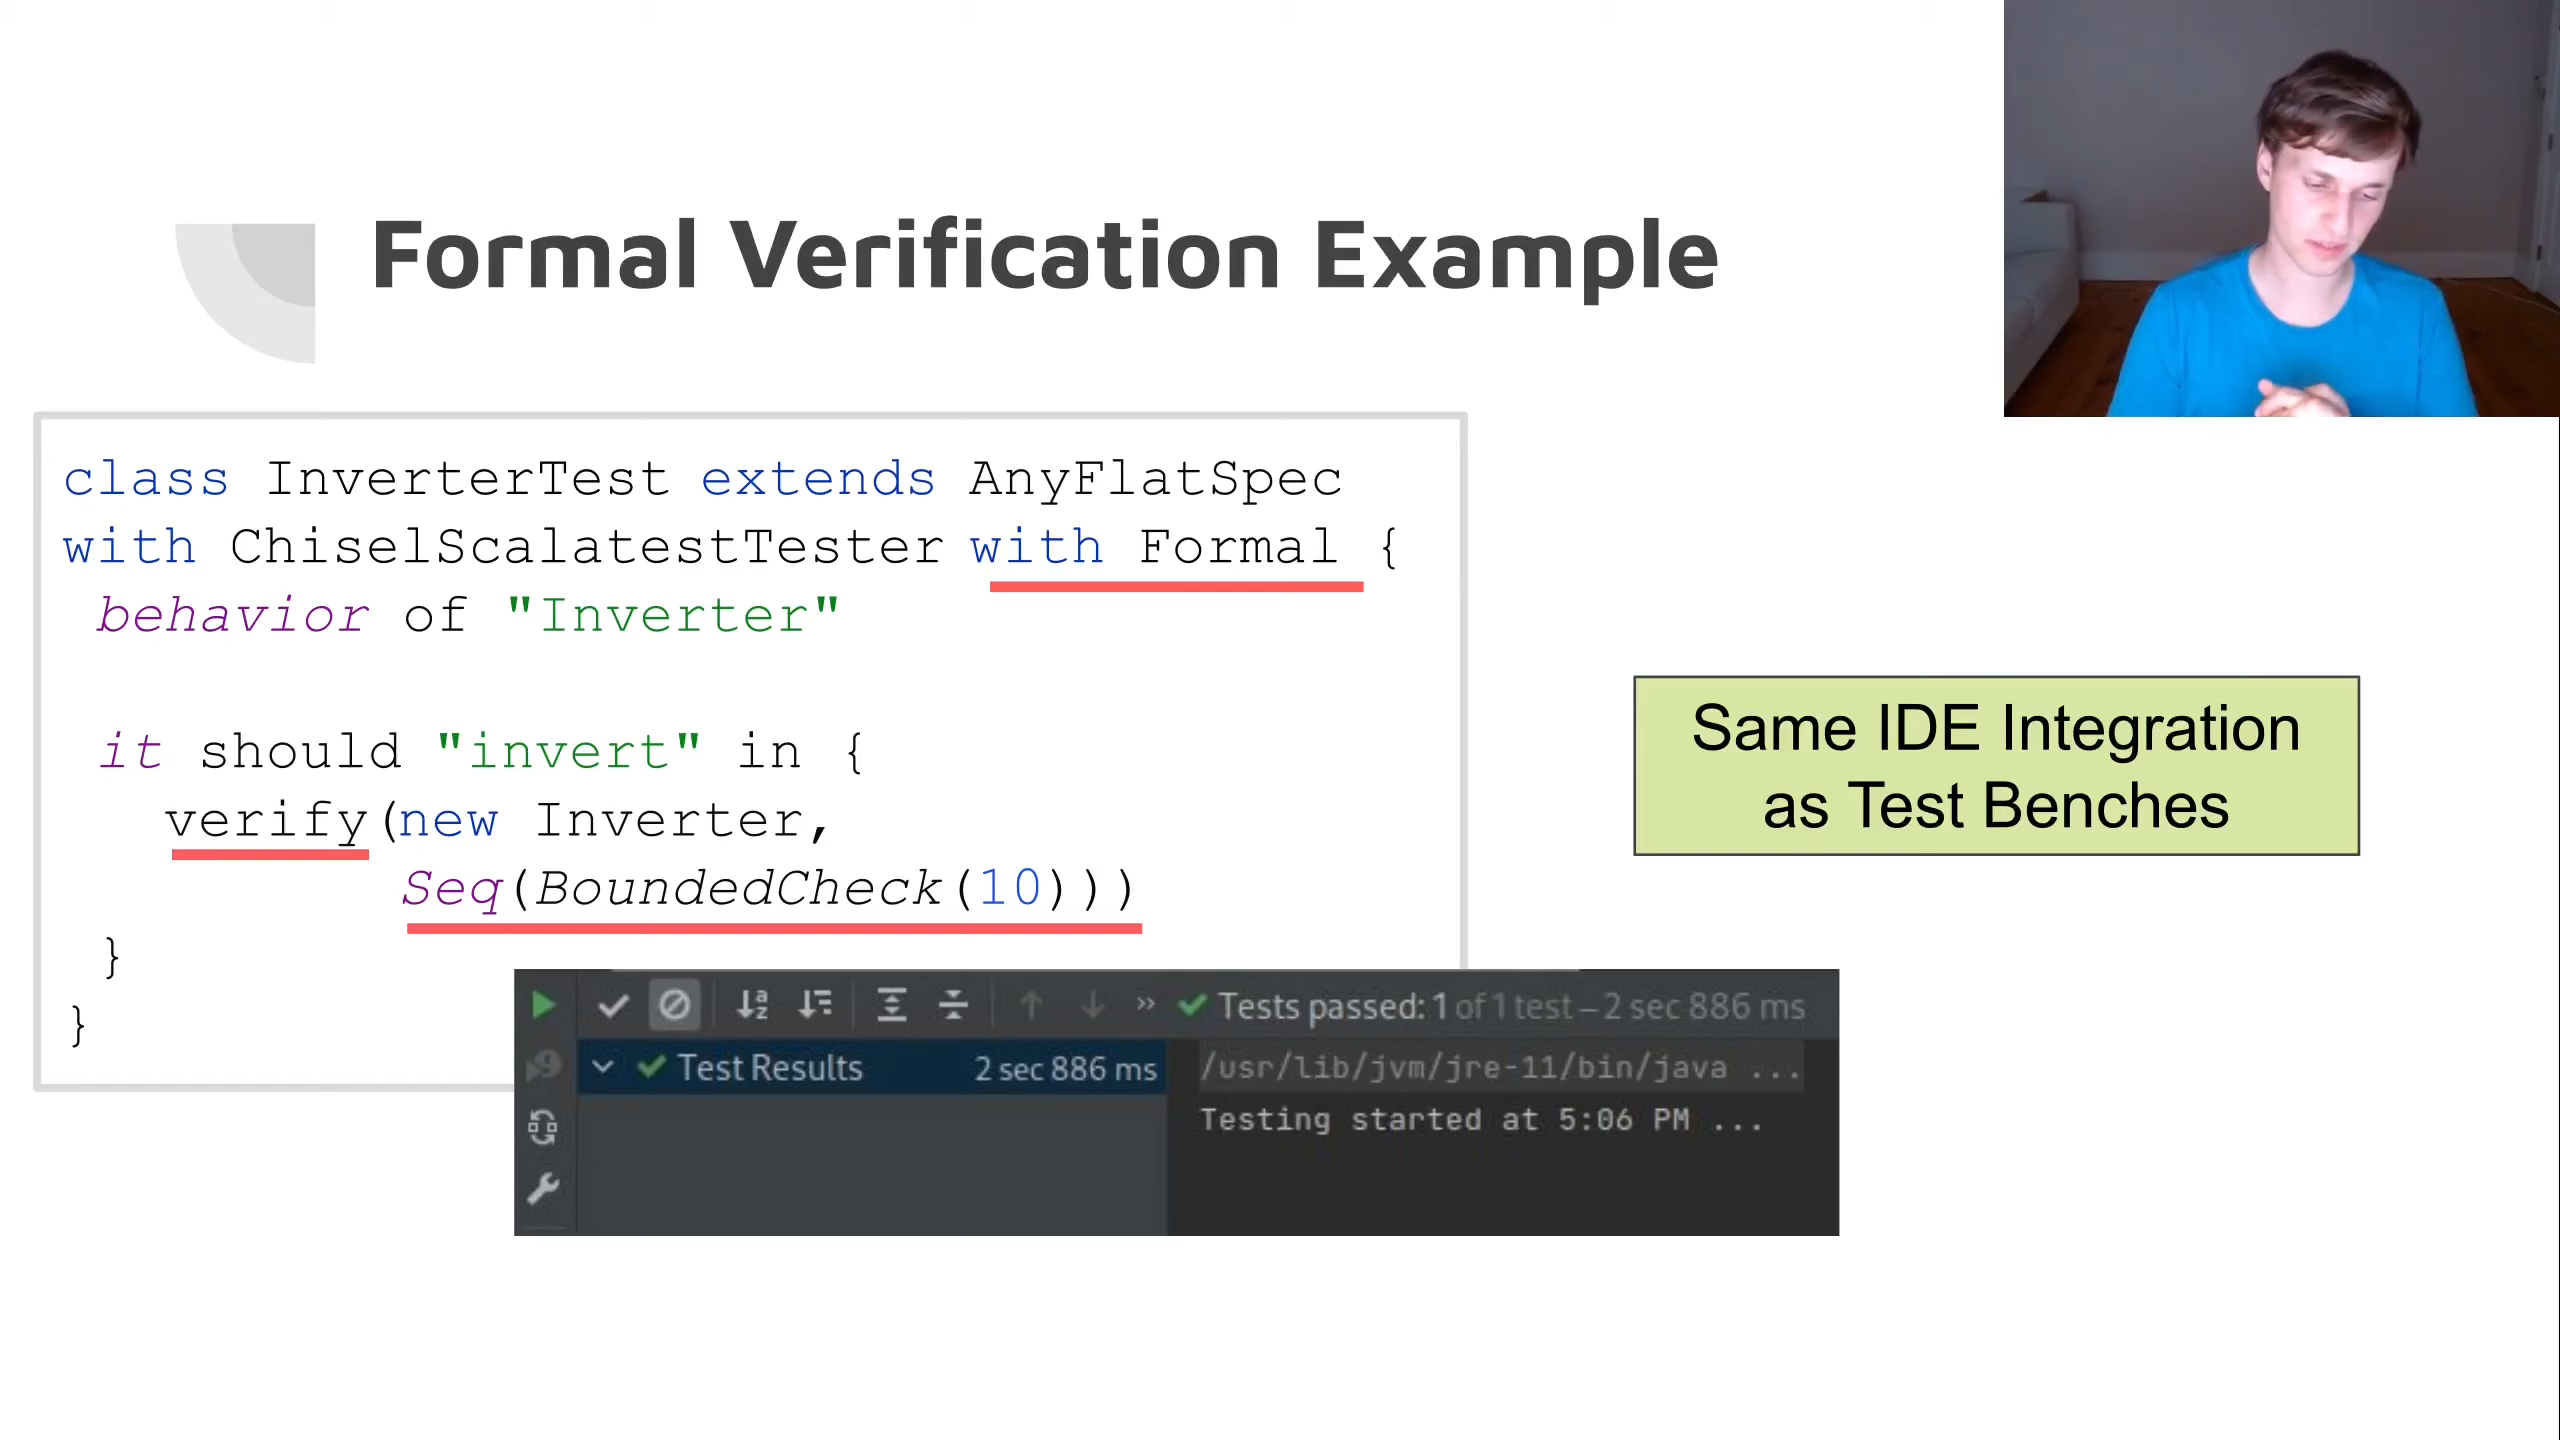 Formal Verification Example
class InverterTest extends AnyFlatSpec
with ChiselScalatestTester with Formal {
behavior of "Inverter"
it should "invert" in {
verify(new Inverter,
Seq(BoundedCheck(10)))
}
}
Same IDE Integration
as Test Benches
Tests passed: 1 of 1 test – 2 sec 886 ms
Test Results 2 sec 886 ms
/usr/lib/jvm/jre-11/bin/java ...
Testing started at 5:06 PM ...